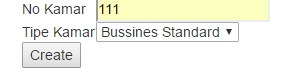 No Kamar 111
Tipe Kamar Bussines Standard
Create